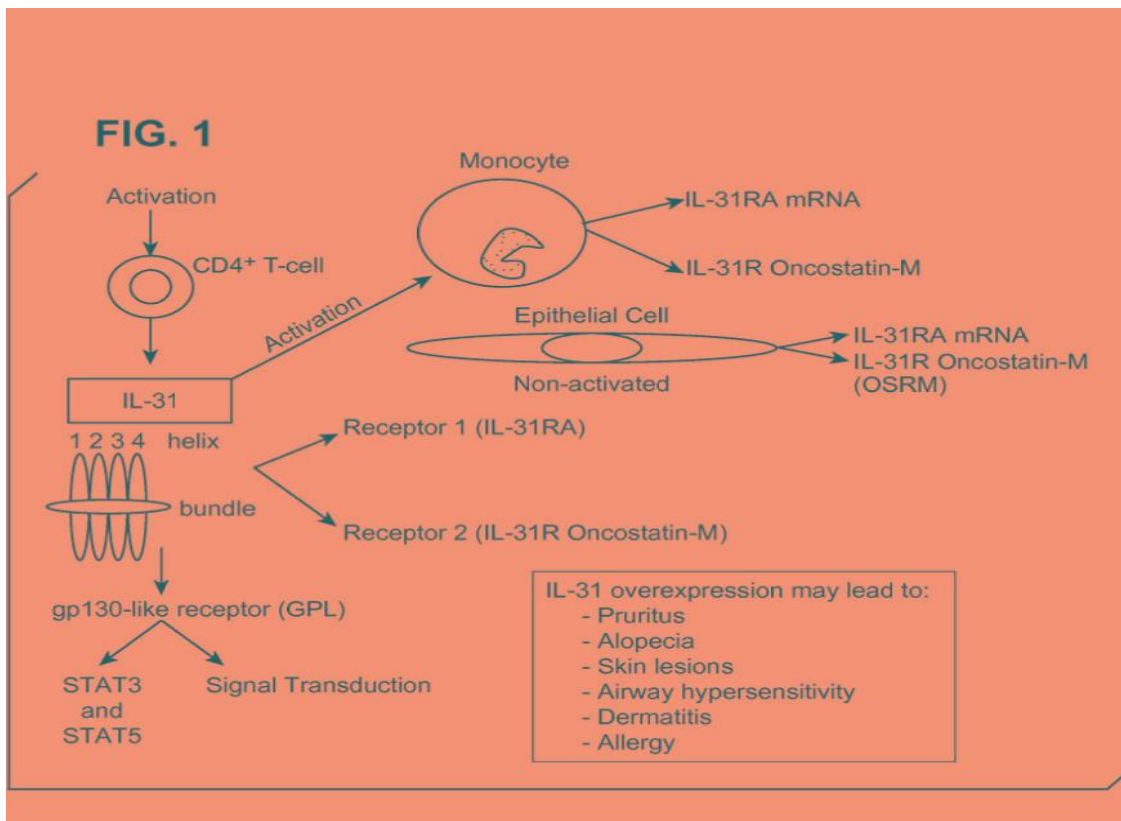 FIG. 1
Activation
CD4+ T-cell
IL-31
1 2 3 4 helix
bundle
gp130-like receptor (GPL)
STAT3
and
STAT5
Signal Transduction
Activation
Monocyte
IL-31RA mRNA
IL-31R Oncostatin-M
Epithelial Cell
Non-activated
IL-31RA mRNA
IL-31R Oncostatin-M
(OSRM)
Receptor 1 (IL-31RA)
Receptor 2 (IL-31R Oncostatin-M)
IL-31 overexpression may lead to:
- Pruritus
- Alopecia
- Skin lesions
- Airway hypersensitivity
- Dermatitis
- Allergy